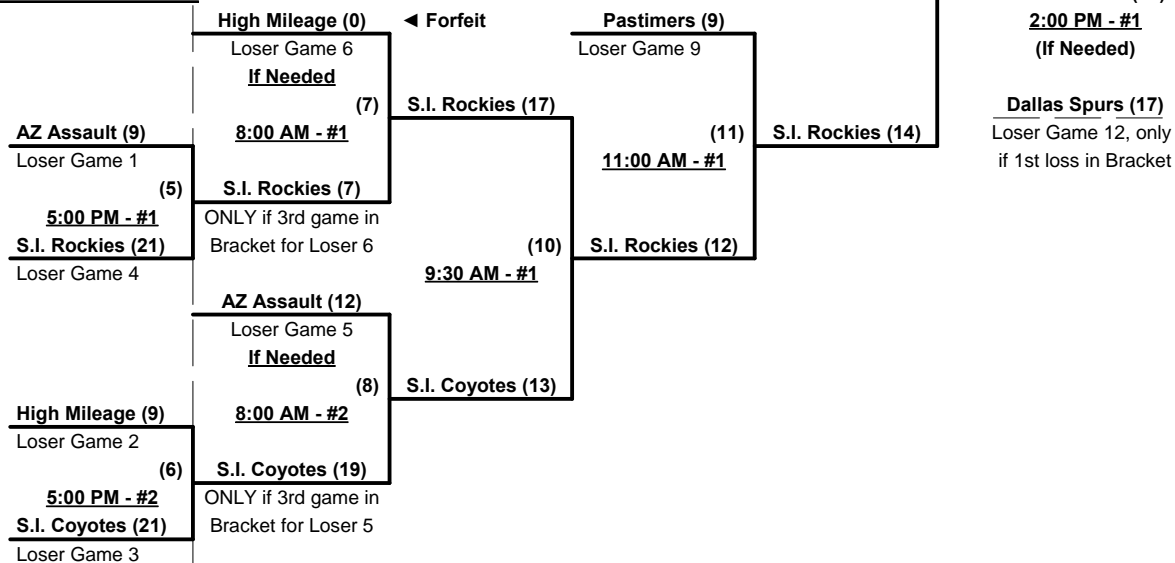 High Mileage (0)
◄ Forfeit
Pastimers (9)
2:00 PM - #1
Loser Game 6
Loser Game 9
(If Needed)
If Needed
(7)
S.I. Rockies (17)
Dallas Spurs (17)
AZ Assault (9)
8:00 AM - #1
(11)
S.I. Rockies (14)
Loser Game 12, only
Loser Game 1
11:00 AM - #1
if 1st loss in Bracket
(5)
S.I. Rockies (7)
5:00 PM - #1
ONLY if 3rd game in
S.I. Rockies (21)
Bracket for Loser 6
(10)
S.I. Rockies (12)
Loser Game 4
9:30 AM - #1
AZ Assault (12)
Loser Game 5
If Needed
(8)
S.I. Coyotes (13)
High Mileage (9)
8:00 AM - #2
Loser Game 2
(6)
S.I. Coyotes (19)
5:00 PM - #2
ONLY if 3rd game in
S.I. Coyotes (21)
Bracket for Loser 5
Loser Game 3